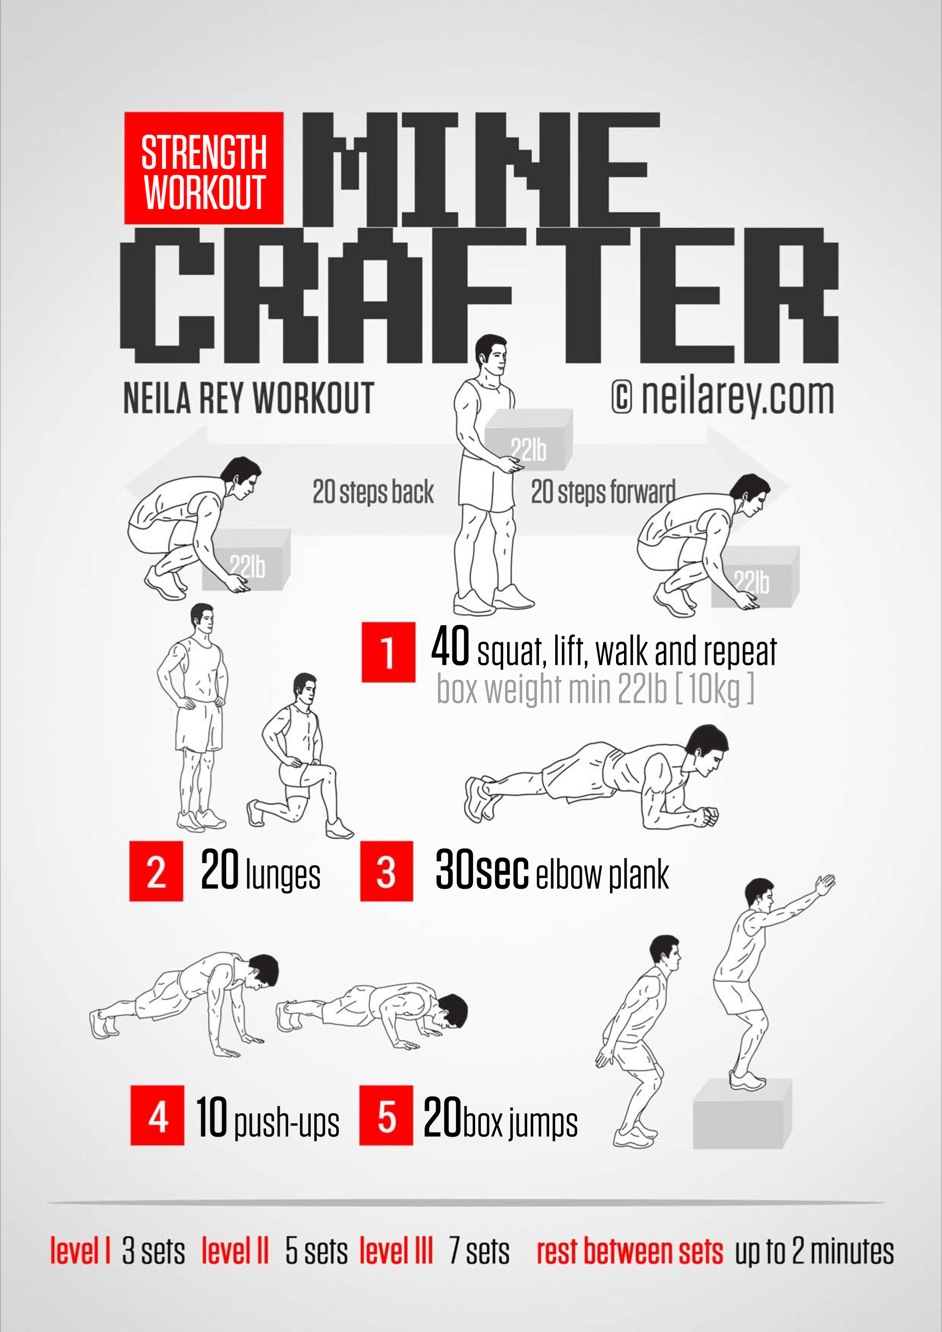 STRENGTH
WORKOUT
MINE
CRAFTER
NEILA REY WORKOUT
© neilarey.com
22lb
20 steps back
20 steps forward
22lb
22lb
1 40 squat, lift, walk and repeat
box weight min 22lb [ 10kg ]
2 20 lunges
3 30sec elbow plank
4 10 push-ups
5 20box jumps
level I 3 sets level II 5 sets level III 7 sets rest between sets up to 2 minutes